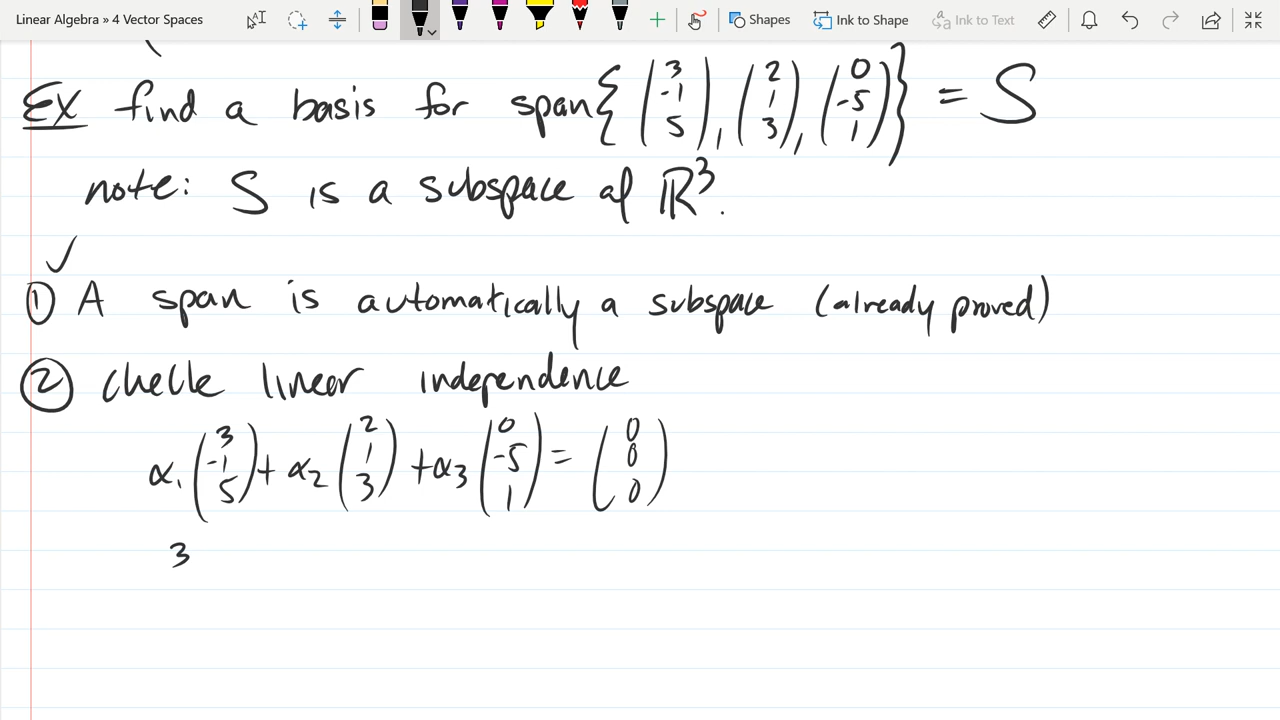 Linear Algebra » 4 Vector Spaces Shapes Ink to Shape Ink to Text
Ex find a basis for span{ (3 -1 5), (2 1 3), (0 -5 1) } = S
note: S is a subspace of ℝ³.
✓
① A span is automatically a subspace (already proved)
② Check linear independence
α₁ (3 -1 5) + α₂ (2 1 3) + α₃ (0 -5 1) = (0 0 0)
3